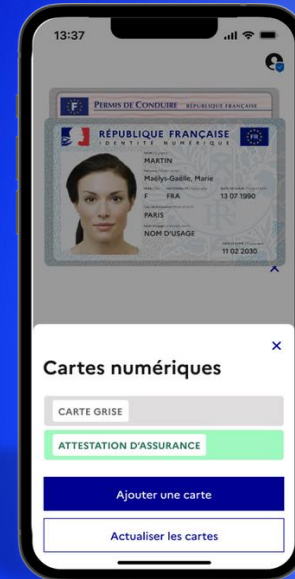 13:37
F
PERMIS DE CONDUIRE RÉPUBLIQUE FRANÇAISE
RÉPUBLIQUE FRANÇAISE FR
IDENTITÉ NUMÉRIQUE
MARTIN
Maëlys-Gaëlle, Marie
F FRA 13 07 1990
PARIS
NOM D'USAGE
11 02 2030
Cartes numériques
CARTE GRISE
ATTESTATION D'ASSURANCE
Ajouter une carte
Actualiser les cartes